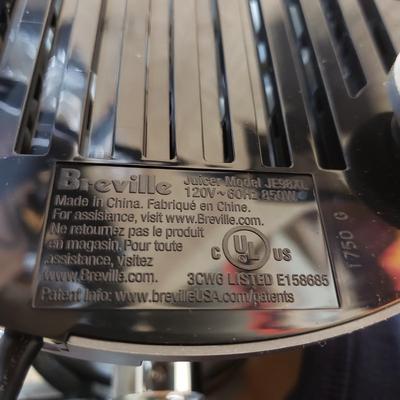 Breville Juicer Model JE98XL
120V~60Hz 850W
Made in China. Fabriqué en Chine.
For assistance, visit www.Breville.com.
Ne retournez pas le produit
en magasin. Pour toute
assistance, visitez
www.Breville.com.
C UL US
3CW6 LISTED E158685
Patent Info: www.brevilleUSA.com/patents
1750 G